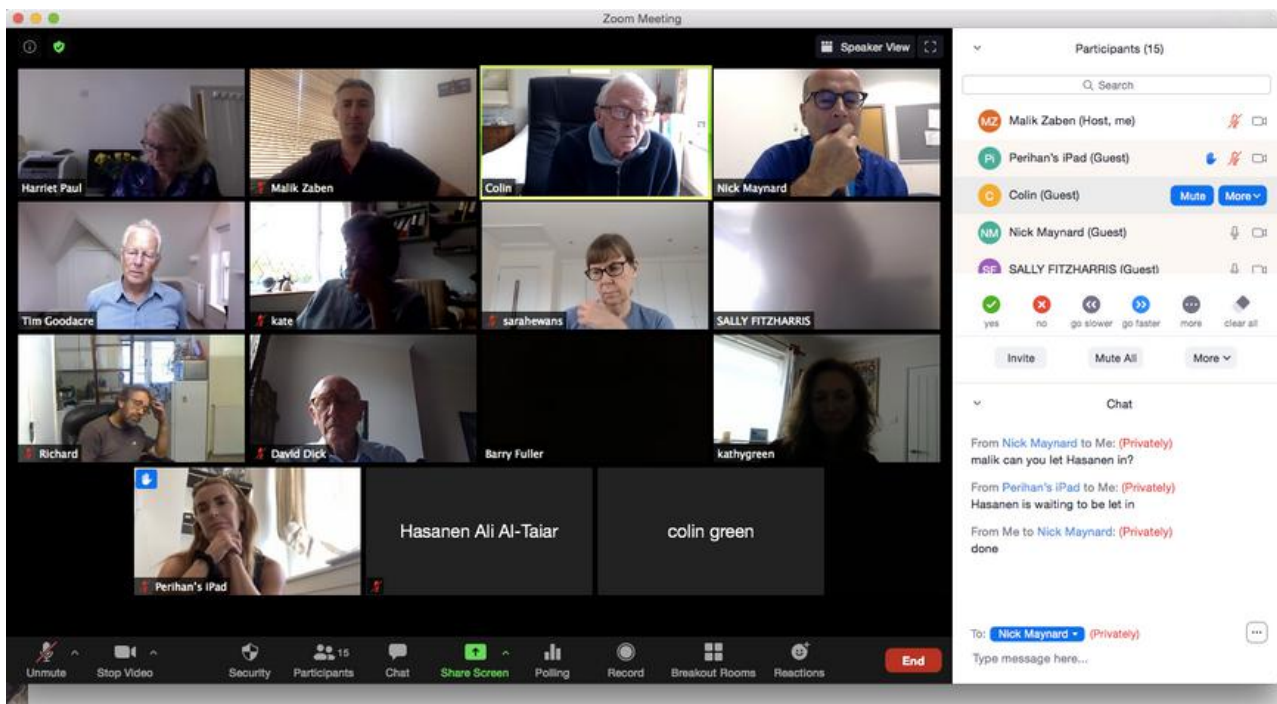 Zoom Meeting
Speaker View
Harriet Paul
Malik Zaben
Colin
Nick Maynard
Tim Goodacre
kate
sarahewans
SALLY FITZHARRIS
Richard
David Dick
Barry Fuller
kathygreen
Perihan's iPad
Hasanen Ali Al-Taiar
colin green
Unmute
Stop Video
Security
15
Participants
Chat
Share Screen
Polling
Record
Breakout Rooms
Reactions
End
Participants (15)
Search
MZ Malik Zaben (Host, me)
Pi Perihan's iPad (Guest)
C Colin (Guest) Mute More
NM Nick Maynard (Guest)
SF SALLY FITZHARRIS (Guest)
yes no go slower go faster more clear all
Invite Mute All More
Chat
From Nick Maynard to Me: (Privately)
malik can you let Hasanen in?
From Perihan's iPad to Me: (Privately)
Hasanen is waiting to be let in
From Me to Nick Maynard: (Privately)
done
To: Nick Maynard (Privately)
Type message here...